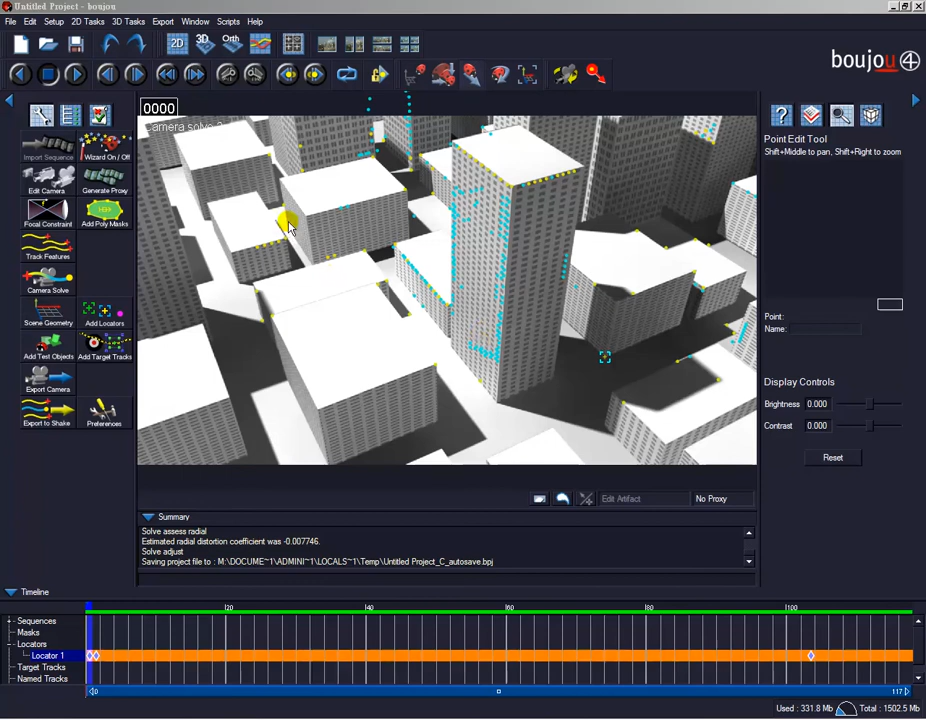 Untitled Project - boujou
File Edit Setup 2D Tasks 3D Tasks Export Window Scripts Help
2D 3D Orth
boujou 4
0000
Camera solve
Import Sequence Wizard On / Off
Edit Camera Generate Proxy
Focal Constraint Add Poly Masks
Track Features
Camera Solve
Scene Geometry Add Locators
Add Test Objects Add Target Tracks
Export Camera
Export to Shake Preferences
Point Edit Tool
Shift+Middle to pan, Shift+Right to zoom
Point:
Name:
Display Controls
Brightness 0.000
Contrast 0.000
Reset
Edit Artifact No Proxy
Summary
Solve assess radial
Estimated radial distortion coefficient was -0.007746.
Solve adjust
Saving project file to : M:\DOCUME~1\ADMINI~1\LOCALS~1\Temp\Untitled Project_C_autosave.bpj
Timeline
20 40 60 80 100
Sequences
Masks
Locators
Locator 1
Target Tracks
Named Tracks
0 117
Used : 331.8 Mb Total : 1502.5 Mb